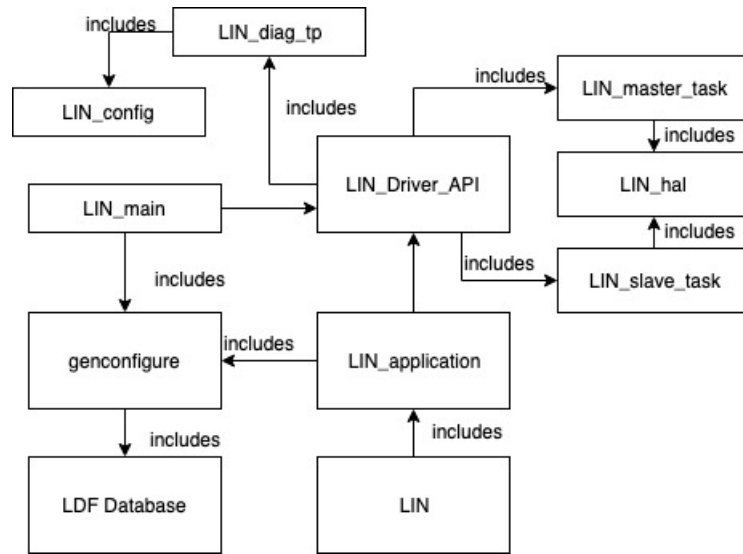 includes
LIN_diag_tp
includes
LIN_master_task
LIN_config
includes
includes
LIN_Driver_API
LIN_hal
LIN_main
includes
includes
LIN_slave_task
includes
genconfigure
includes
LIN_application
includes
includes
LDF Database
LIN